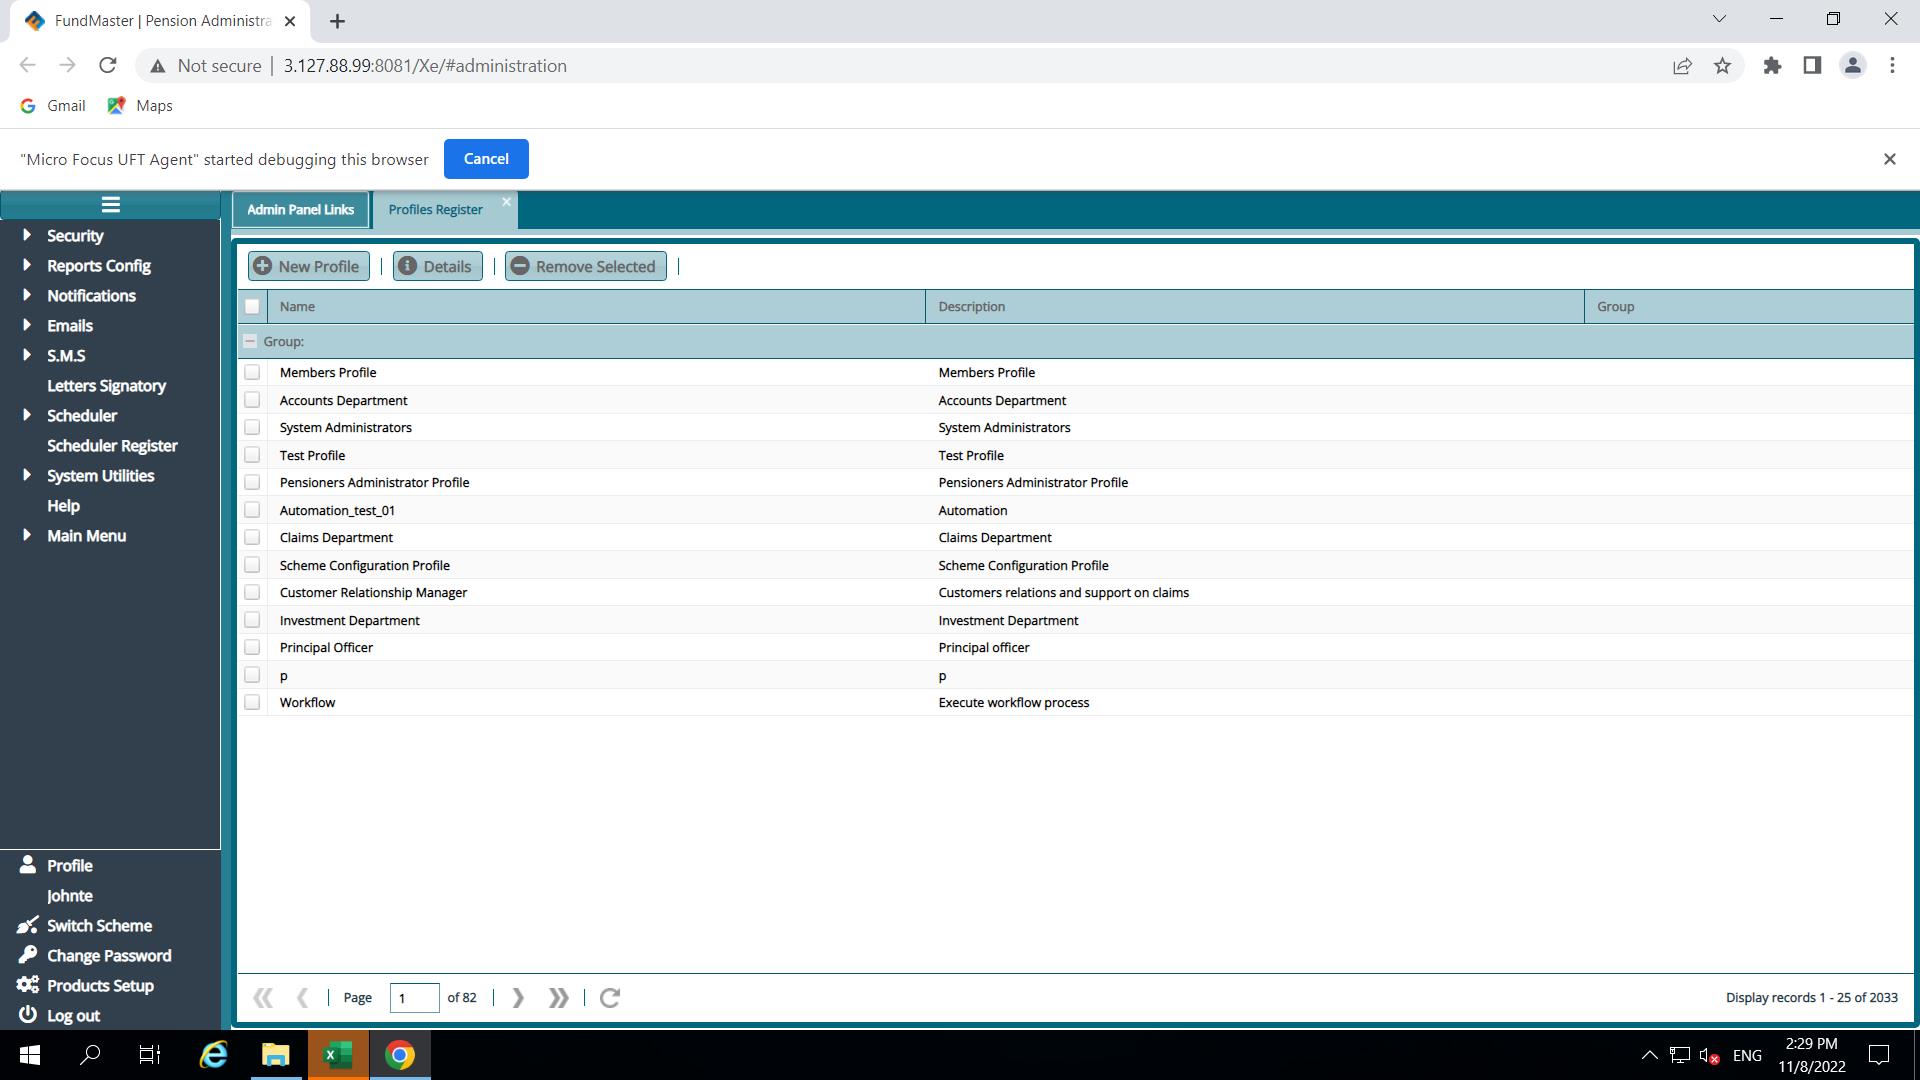 FundMaster | Pension Administra
Not secure | 3.127.88.99:8081/Xe/#administration
Gmail Maps
"Micro Focus UFT Agent" started debugging this browser Cancel
Admin Panel Links Profiles Register
Security
Reports Config
Notifications
Emails
S.M.S
Letters Signatory
Scheduler
Scheduler Register
System Utilities
Help
Main Menu
New Profile | Details | Remove Selected |
Name Description Group
Group:
Members Profile Members Profile
Accounts Department Accounts Department
System Administrators System Administrators
Test Profile Test Profile
Pensioners Administrator Profile Pensioners Administrator Profile
Automation_test_01 Automation
Claims Department Claims Department
Scheme Configuration Profile Scheme Configuration Profile
Customer Relationship Manager Customers relations and support on claims
Investment Department Investment Department
Principal Officer Principal officer
p p
Workflow Execute workflow process
Profile
Johnte
Switch Scheme
Change Password
Products Setup
Log out
Page 1 of 82
Display records 1 - 25 of 2033
ENG
2:29 PM
11/8/2022